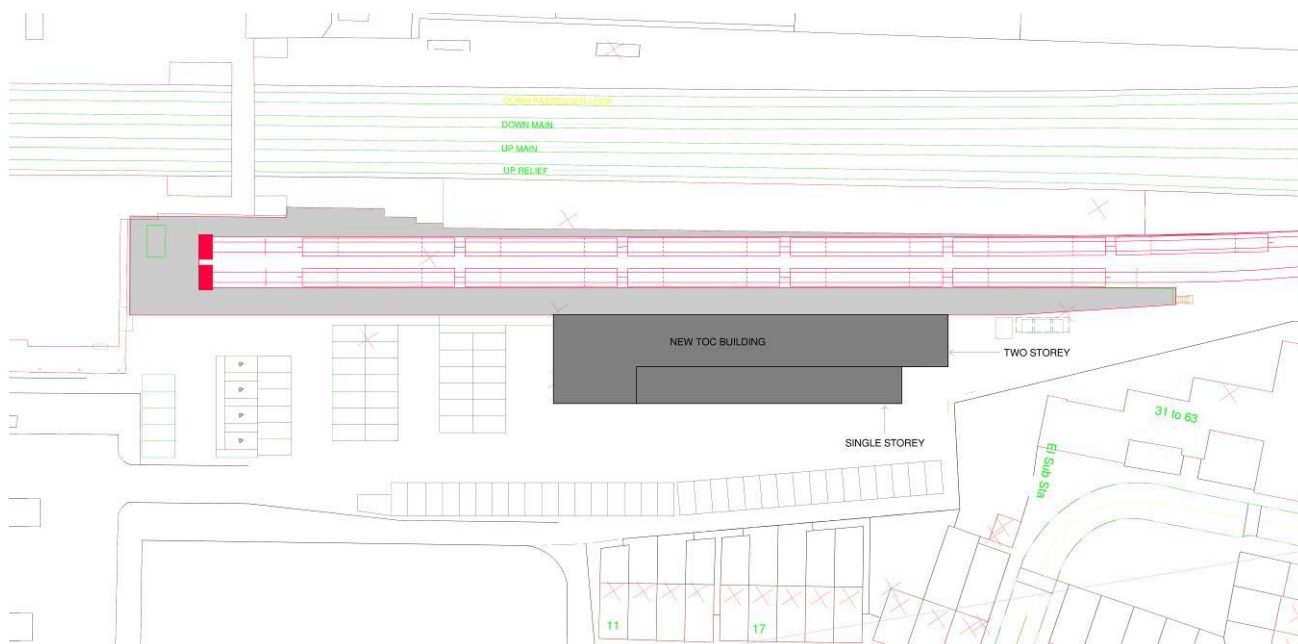 DOWN PASSENGER LOOP
DOWN MAIN
UP MAIN
UP RELIEF
NEW TOC BUILDING
TWO STOREY
SINGLE STOREY
31 to 63
El Sub Sta
11
17